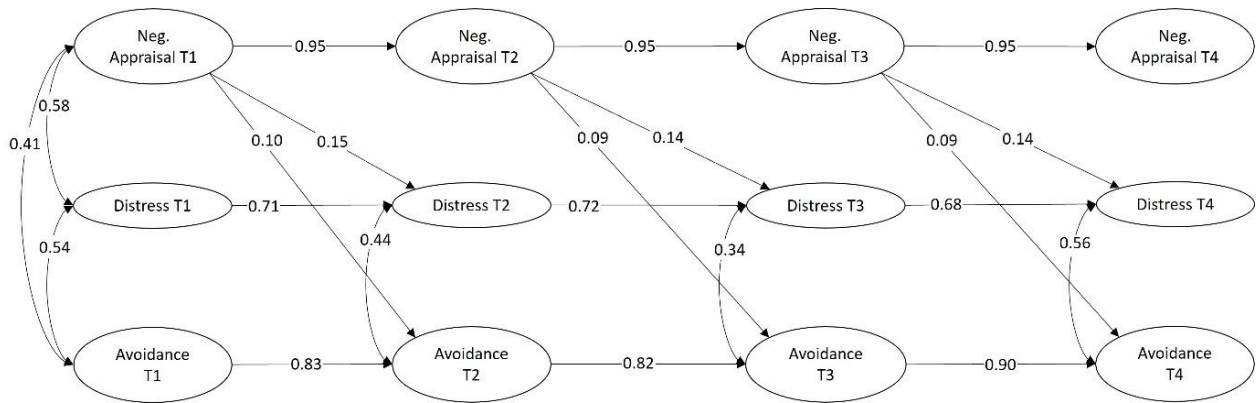 Neg.
Appraisal T1
0.95
Neg.
Appraisal T2
0.95
Neg.
Appraisal T3
0.95
Neg.
Appraisal T4
0.58
0.41
0.10
0.15
0.09
0.14
0.09
0.14
Distress T1
0.71
Distress T2
0.72
Distress T3
0.68
Distress T4
0.54
0.44
0.34
0.56
Avoidance
T1
0.83
Avoidance
T2
0.82
Avoidance
T3
0.90
Avoidance
T4